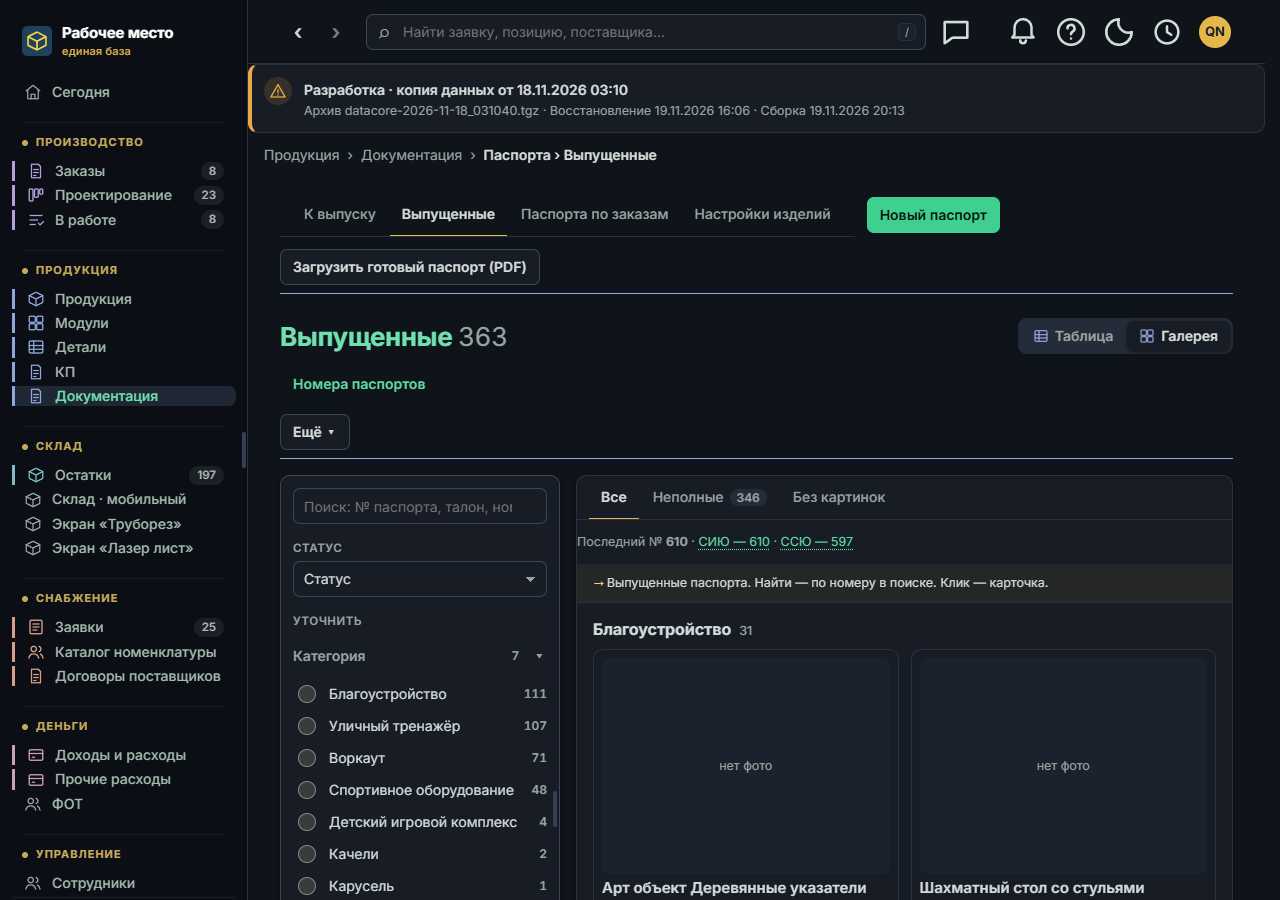 Рабочее место
единая база
Сегодня
ПРОИЗВОДСТВО
Заказы 8
Проектирование 23
В работе 8
ПРОДУКЦИЯ
Продукция
Модули
Детали
КП
Документация
СКЛАД
Остатки 197
Склад · мобильный
Экран «Труборез»
Экран «Лазер лист»
СНАБЖЕНИЕ
Заявки 25
Каталог номенклатуры
Договоры поставщиков
ДЕНЬГИ
Доходы и расходы
Прочие расходы
ФОТ
УПРАВЛЕНИЕ
Сотрудники
Найти заявку, позицию, поставщика... /
QN
Разработка · копия данных от 18.11.2026 03:10
Архив datacore-2026-11-18_031040.tgz · Восстановление 19.11.2026 16:06 · Сборка 19.11.2026 20:13
Продукция › Документация › Паспорта › Выпущенные
К выпуску Выпущенные Паспорта по заказам Настройки изделий Новый паспорт
Загрузить готовый паспорт (PDF)
Выпущенные 363
Таблица Галерея
Номера паспортов
Ещё ▾
Поиск: № паспорта, талон, ном
СТАТУС
Статус
УТОЧНИТЬ
Категория 7 ▾
Благоустройство 111
Уличный тренажёр 107
Воркаут 71
Спортивное оборудование 48
Детский игровой комплекс 4
Качели 2
Карусель 1
Все Неполные 346 Без картинок
Последний № 610 · СИЮ — 610 · ССЮ — 597
→ Выпущенные паспорта. Найти — по номеру в поиске. Клик — карточка.
Благоустройство 31
нет фото
Арт объект Деревянные указатели
нет фото
Шахматный стол со стульями